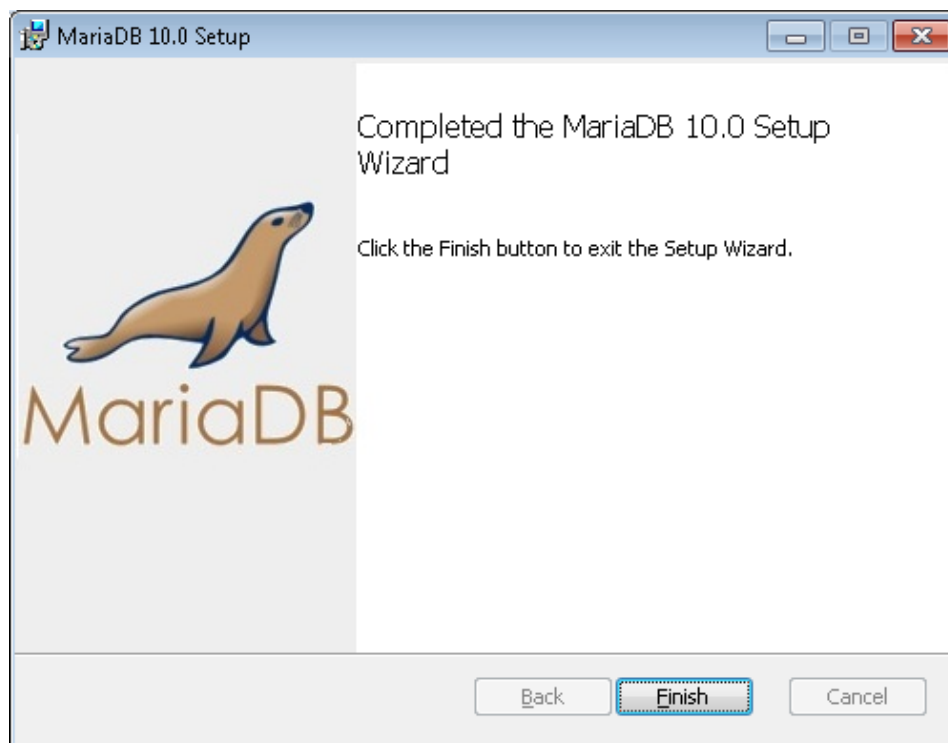 MariaDB 10.0 Setup
Completed the MariaDB 10.0 Setup
Wizard
Click the Finish button to exit the Setup Wizard.
MariaDB
Back
Finish
Cancel